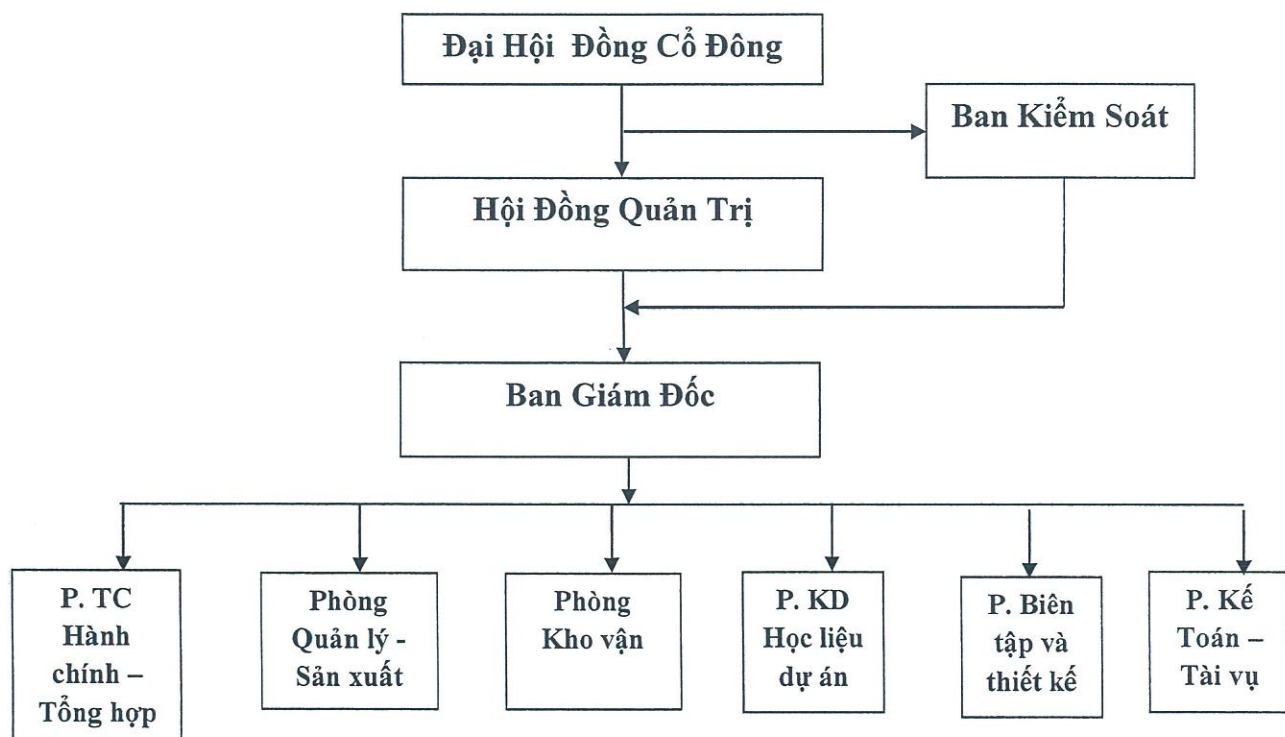 Đại Hội Đồng Cổ Đông
Ban Kiểm Soát
Hội Đồng Quản Trị
Ban Giám Đốc
P. TC
Hành
chính –
Tổng hợp
Phòng
Quản lý -
Sản xuất
Phòng
Kho vận
P. KD
Học liệu
dự án
P. Biên
tập và
thiết kế
P. Kế
Toán –
Tài vụ